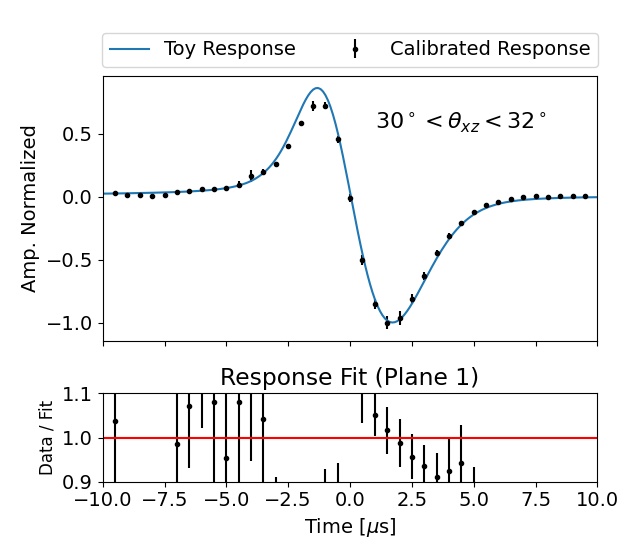 Toy Response Calibrated Response
30° < θxz < 32°
Amp. Normalized
0.5
0.0
−0.5
−1.0
Response Fit (Plane 1)
Data / Fit
1.1
1.0
0.9
−10.0 −7.5 −5.0 −2.5 0.0 2.5 5.0 7.5 10.0
Time [μs]